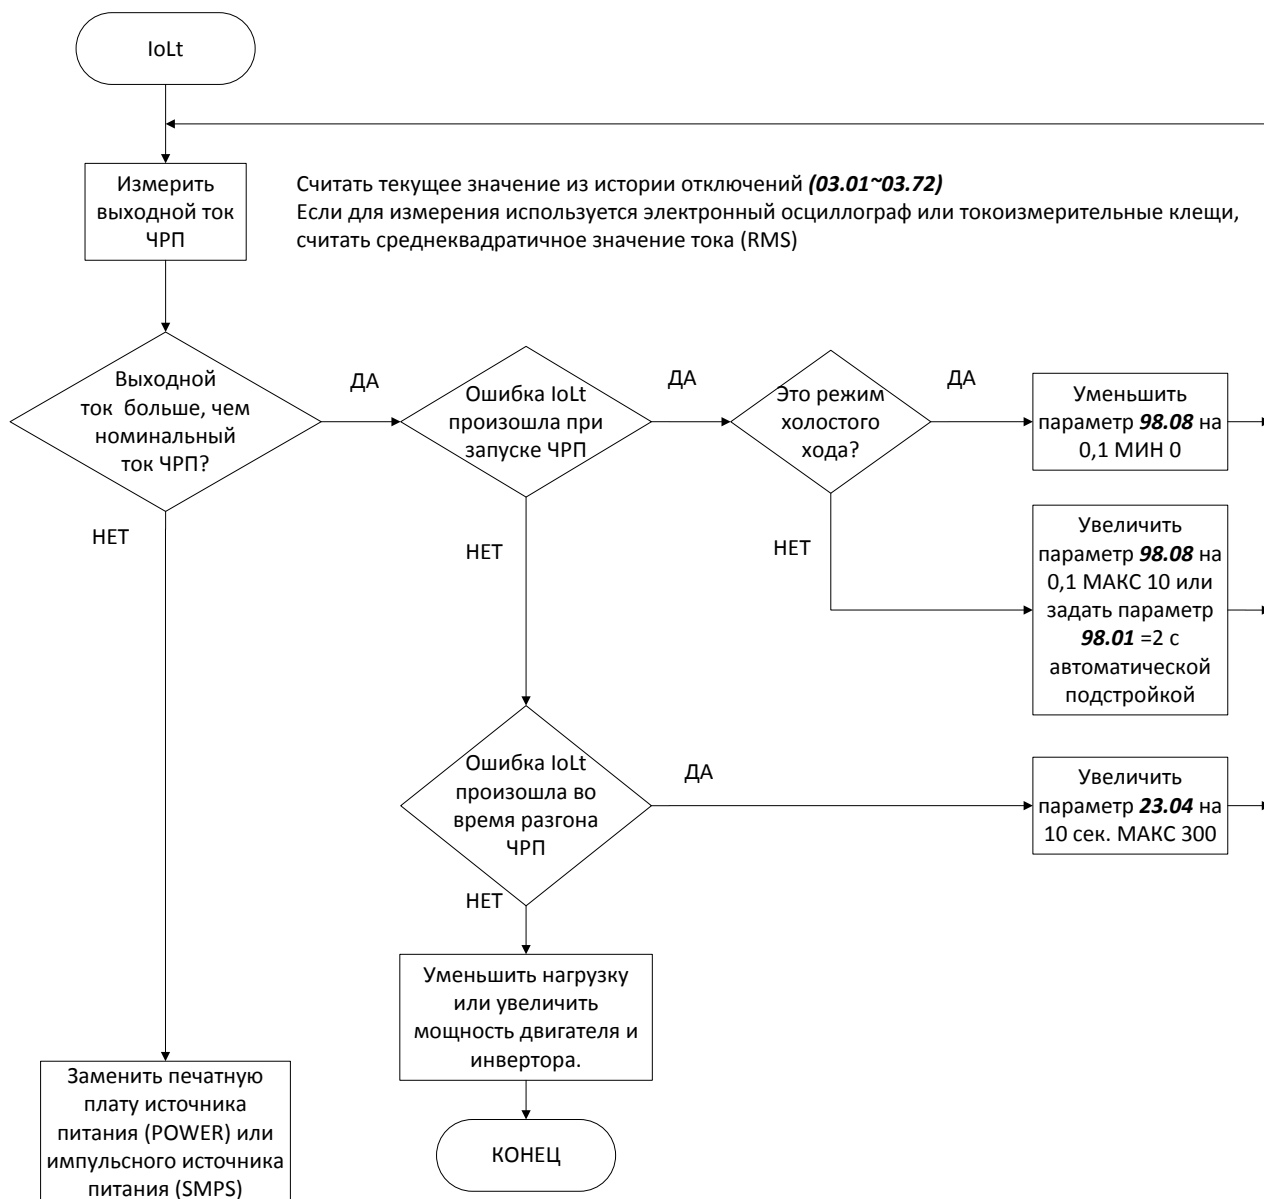 IoLt
Измерить
выходной ток
ЧРП
Считать текущее значение из истории отключений (03.01~03.72)
Если для измерения используется электронный осциллограф или токоизмерительные клещи,
считать среднеквадратичное значение тока (RMS)
Выходной
ток больше, чем
номинальный
ток ЧРП?
ДА
Ошибка IoLt
произошла при
запуске ЧРП
ДА
Это режим
холостого
хода?
ДА
Уменьшить
параметр 98.08 на
0,1 МИН 0
НЕТ
НЕТ
НЕТ
Увеличить
параметр 98.08 на
0,1 МАКС 10 или
задать параметр
98.01 =2 с
автоматической
подстройкой
Ошибка IoLt
произошла во
время разгона
ЧРП
ДА
Увеличить
параметр 23.04 на
10 сек. МАКС 300
НЕТ
Уменьшить нагрузку
или увеличить
мощность двигателя и
инвертора.
Заменить печатную
плату источника
питания (POWER) или
импульсного источника
питания (SMPS)
КОНЕЦ